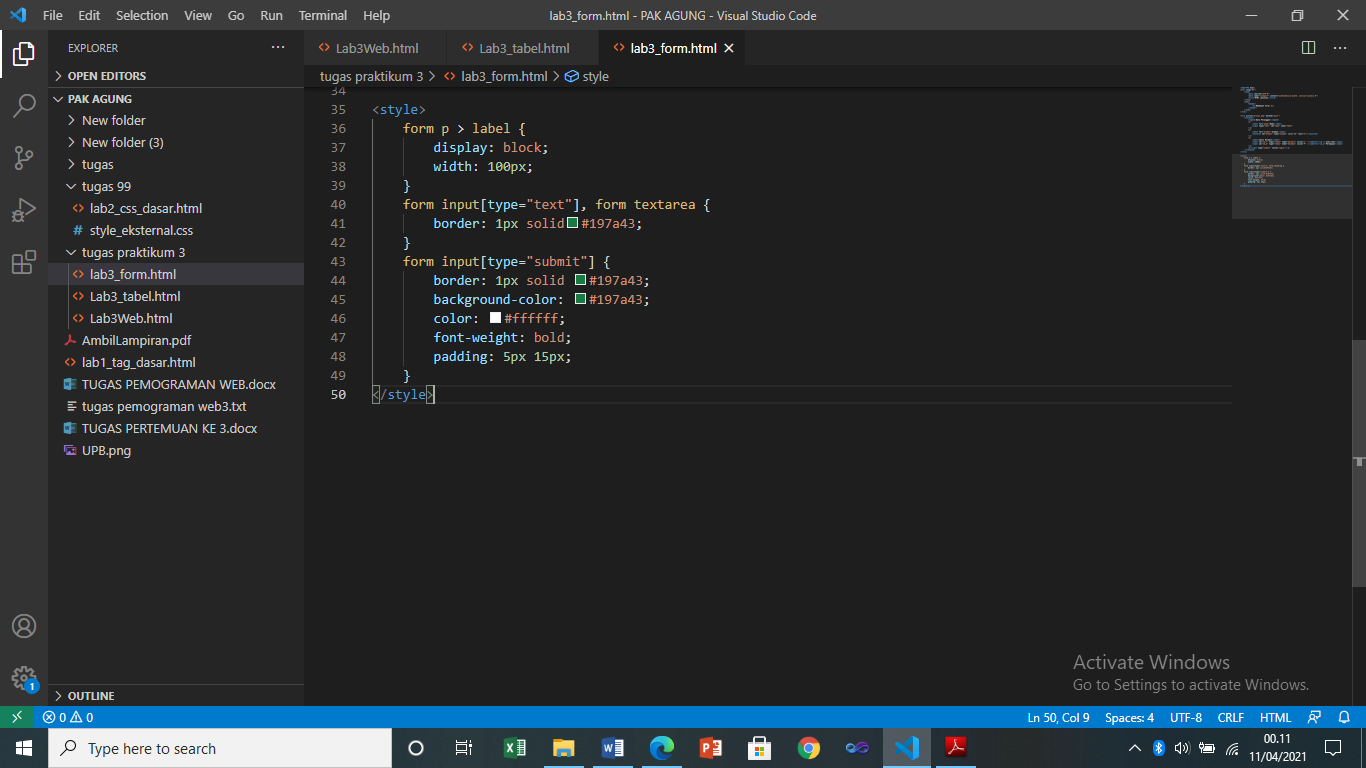 File Edit Selection View Go Run Terminal Help lab3_form.html - PAK AGUNG - Visual Studio Code
EXPLORER
Lab3Web.html Lab3_tabel.html lab3_form.html
OPEN EDITORS
tugas praktikum 3 > lab3_form.html > style
PAK AGUNG
New folder
New folder (3)
tugas
tugas 99
lab2_css_dasar.html
style_eksternal.css
tugas praktikum 3
lab3_form.html
Lab3_tabel.html
Lab3Web.html
AmbilLampiran.pdf
lab1_tag_dasar.html
TUGAS PEMOGRAMAN WEB.docx
tugas pemograman web3.txt
TUGAS PERTEMUAN KE 3.docx
UPB.png
OUTLINE
34
35 <style>
36 form p > label {
37 display: block;
38 width: 100px;
39 }
40 form input[type="text"], form textarea {
41 border: 1px solid #197a43;
42 }
43 form input[type="submit"] {
44 border: 1px solid #197a43;
45 background-color: #197a43;
46 color: #ffffff;
47 font-weight: bold;
48 padding: 5px 15px;
49 }
50 </style>
Activate Windows
Go to Settings to activate Windows.
1
0 0 Ln 50, Col 9 Spaces: 4 UTF-8 CRLF HTML
Type here to search
00.11
11/04/2021